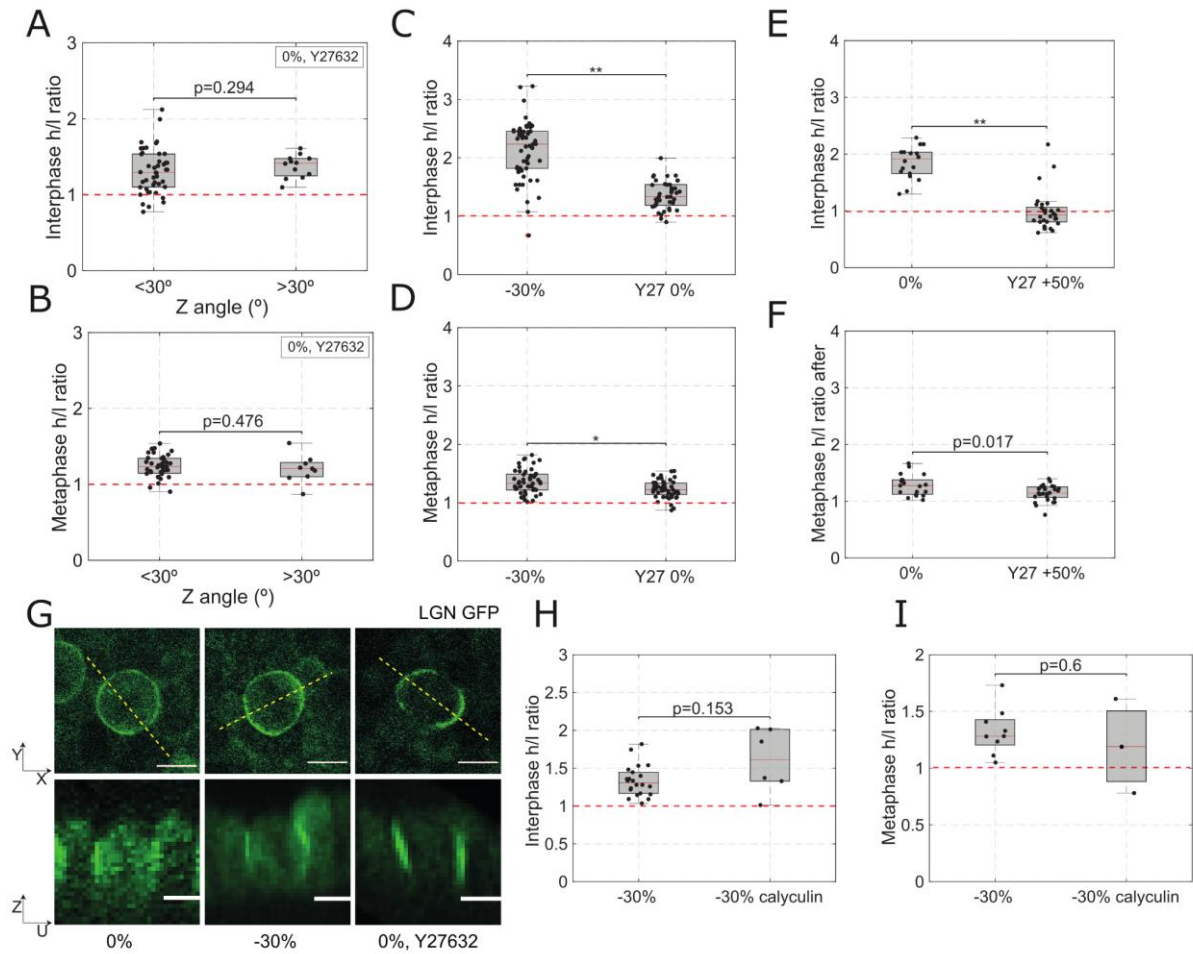 A
Interphase h/l ratio
3
2
1
0
0%, Y27632
p=0.294
<30º
>30º
Z angle (º)
B
Metaphase h/l ratio
3
2
1
0
0%, Y27632
p=0.476
<30º
>30º
Z angle (º)
C
Interphase h/l ratio
4
3
2
1
0
**
-30%
Y27 0%
D
Metaphase h/l ratio
4
3
2
1
0
*
-30%
Y27 0%
E
Interphase h/l ratio
4
3
2
1
0
**
0%
Y27 +50%
F
Metaphase h/l ratio after
4
3
2
1
0
p=0.017
0%
Y27 +50%
G
LGN GFP
Y
X
Z
U
0%
-30%
0%, Y27632
H
Interphase h/l ratio
3
2.5
2
1.5
1
0.5
0
p=0.153
-30%
-30% calyculin
I
Metaphase h/l ratio
2
1.5
1
0.5
0
p=0.6
-30%
-30% calyculin